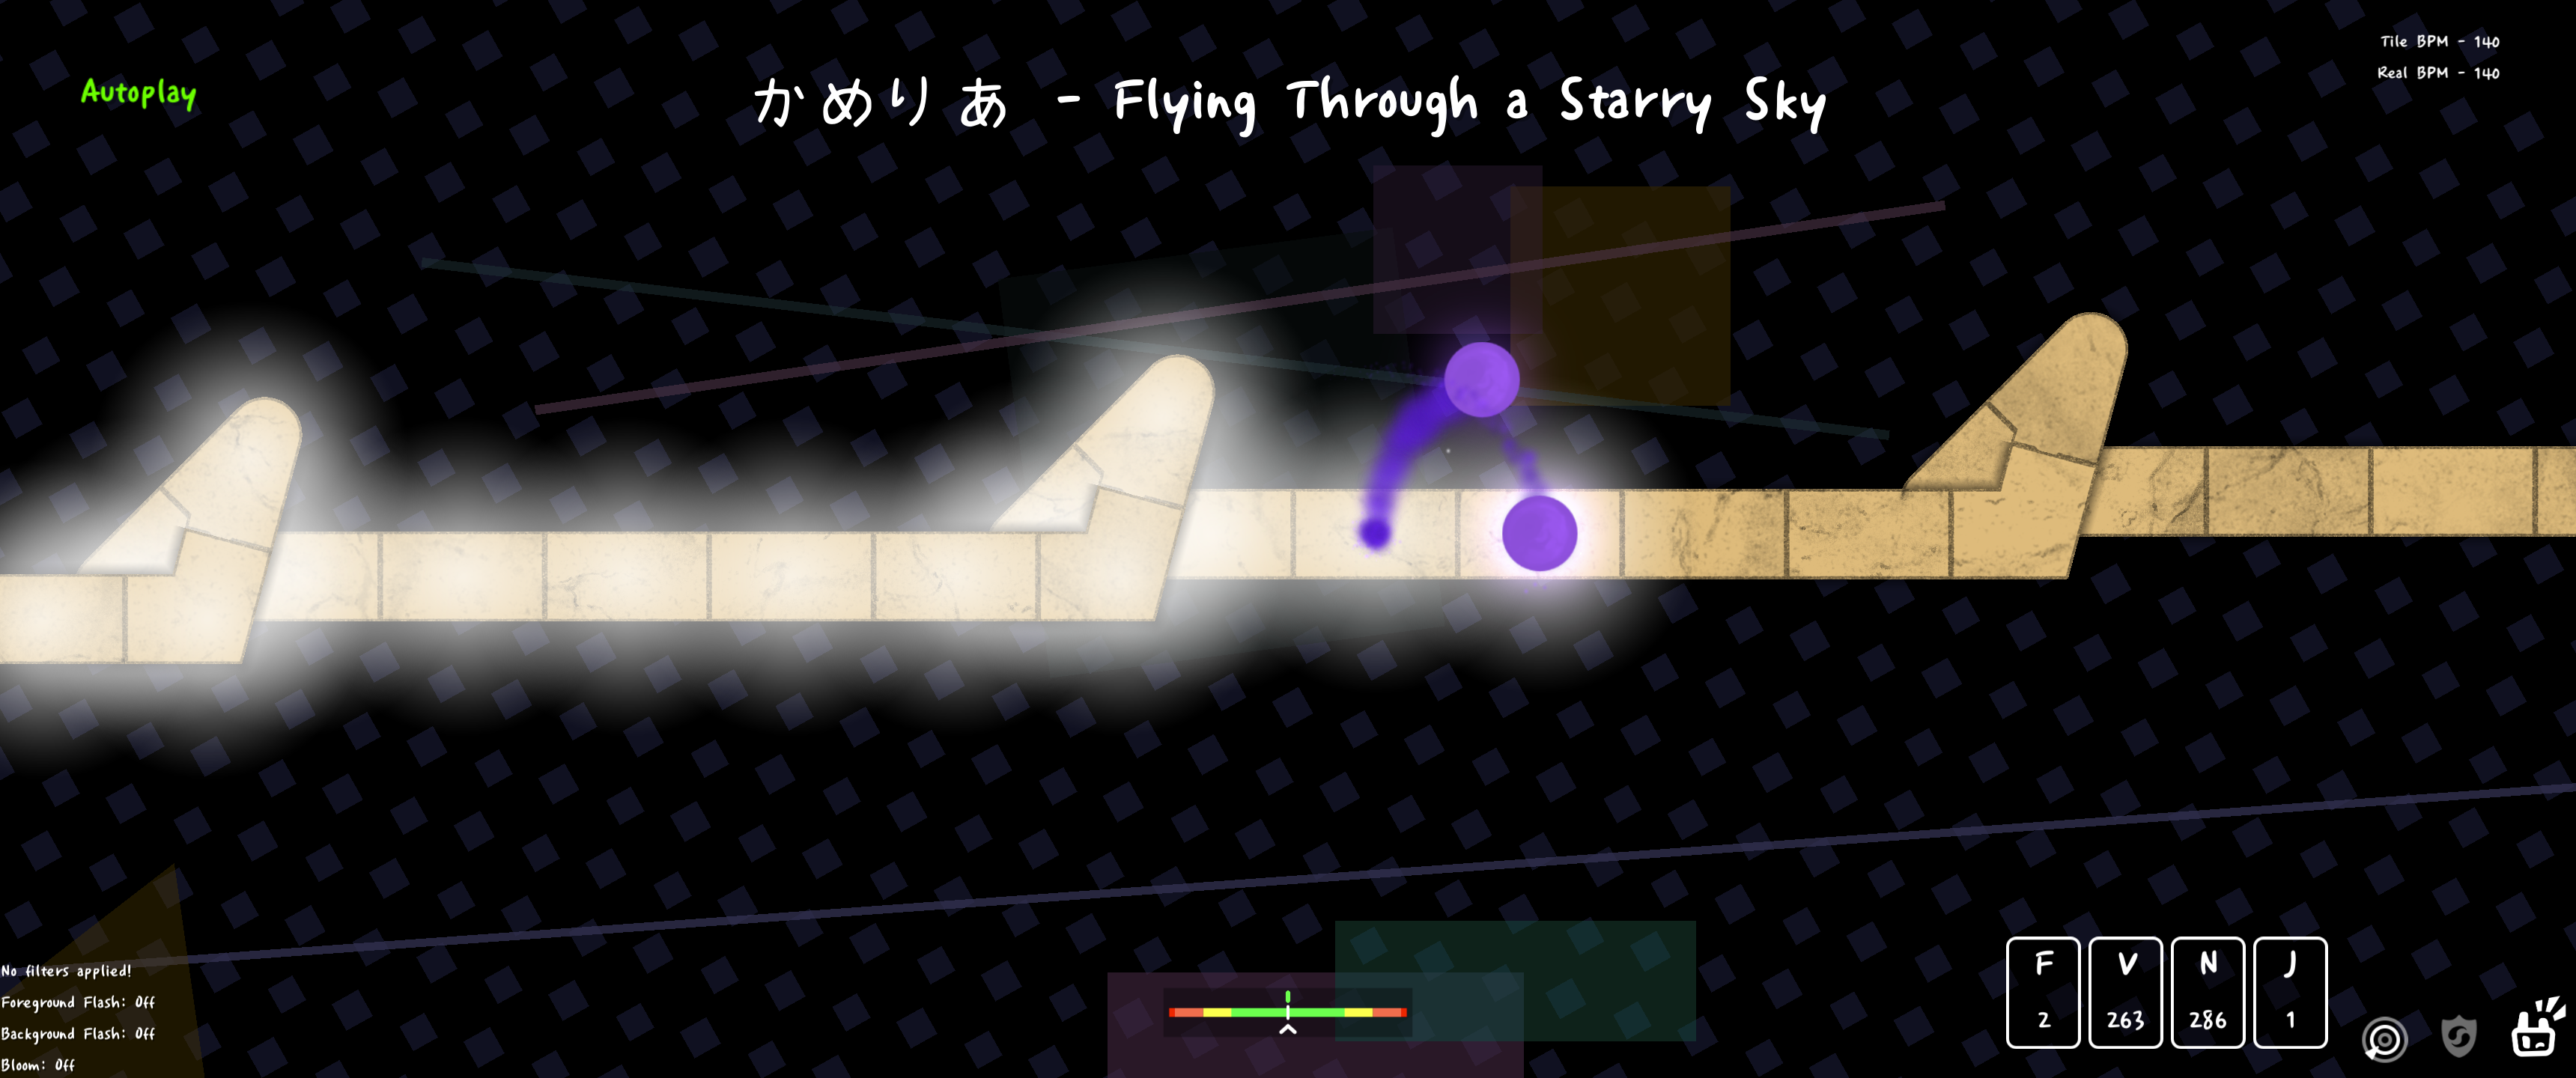 Tile BPM - 140
Real BPM - 140
Autoplay
かめりあ - Flying Through a Starry Sky
No filters applied!
Foreground Flash: Off
Background Flash: Off
Bloom: Off
F V N J
2 263 286 1